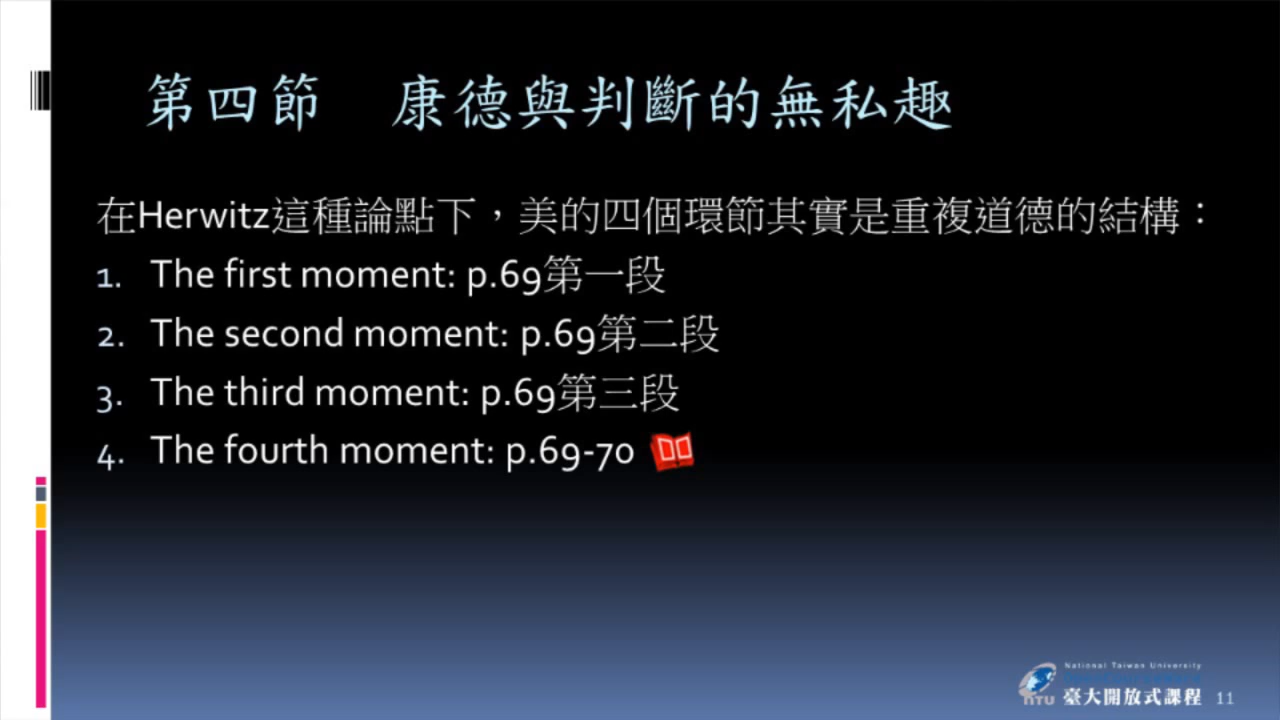 第四節 康德與判斷的無私趣
在Herwitz這種論點下，美的四個環節其實是重複道德的結構：
1. The first moment: p.69第一段
2. The second moment: p.69第二段
3. The third moment: p.69第三段
4. The fourth moment: p.69-70
National Taiwan University
NTU 臺大開放式課程 11